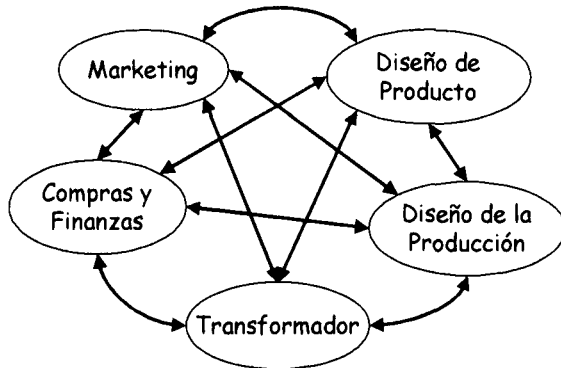 Marketing
Diseño de
Producto
Compras y
Finanzas
Diseño de la
Producción
Transformador